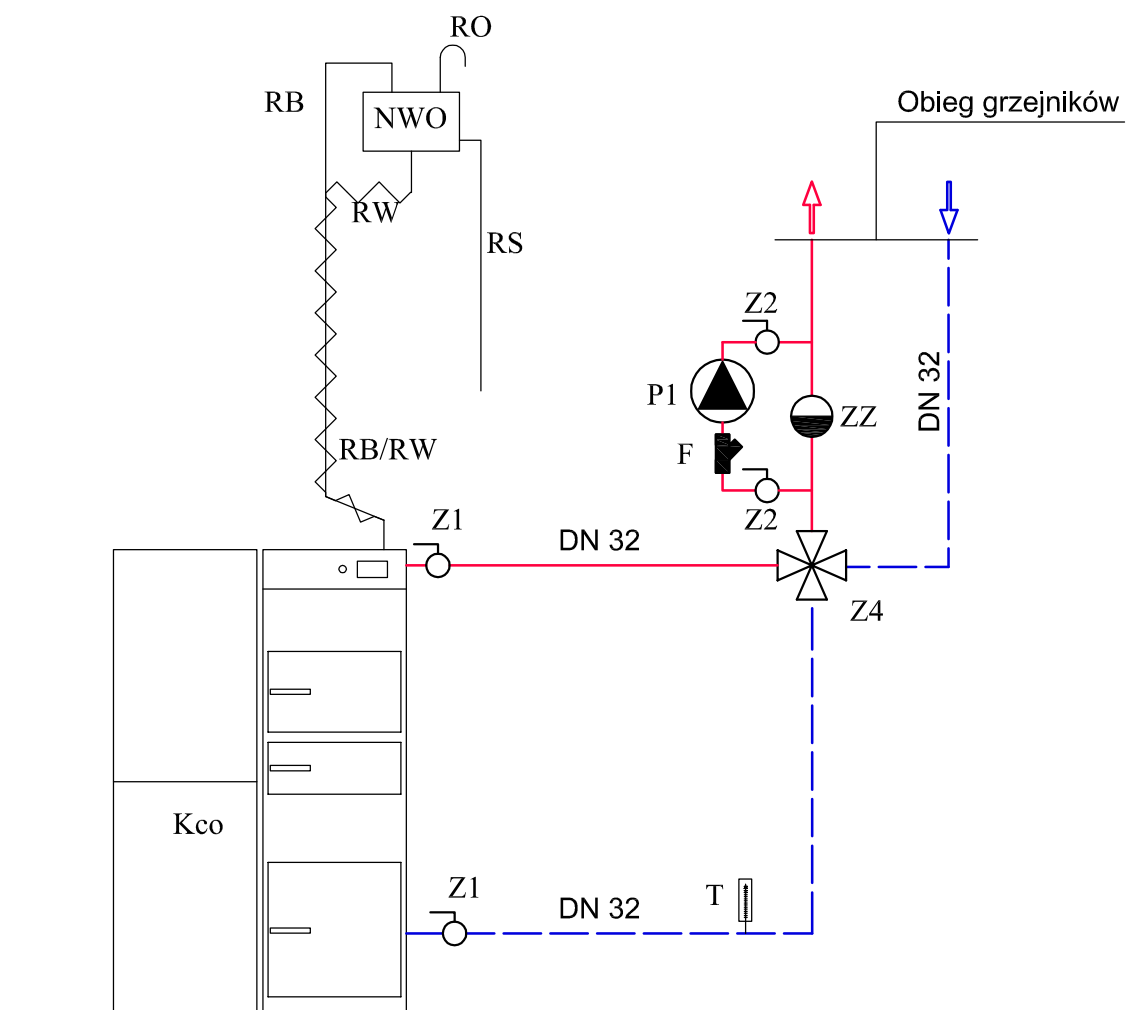 RO
RB
NWO
Obieg grzejników
RW
RS
Z2
DN 32
P1
ZZ
F
RB/RW
Z2
Z1
DN 32
Z4
Kco
Z1
T
DN 32